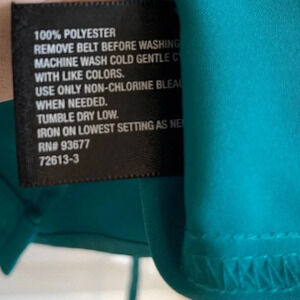 100% POLYESTER
REMOVE BELT BEFORE WASHING
MACHINE WASH COLD GENTLE
WITH LIKE COLORS.
USE ONLY NON-CHLORINE
WHEN NEEDED.
TUMBLE DRY LOW.
IRON ON LOWEST SETTING AS
RN# 93677
72613-3